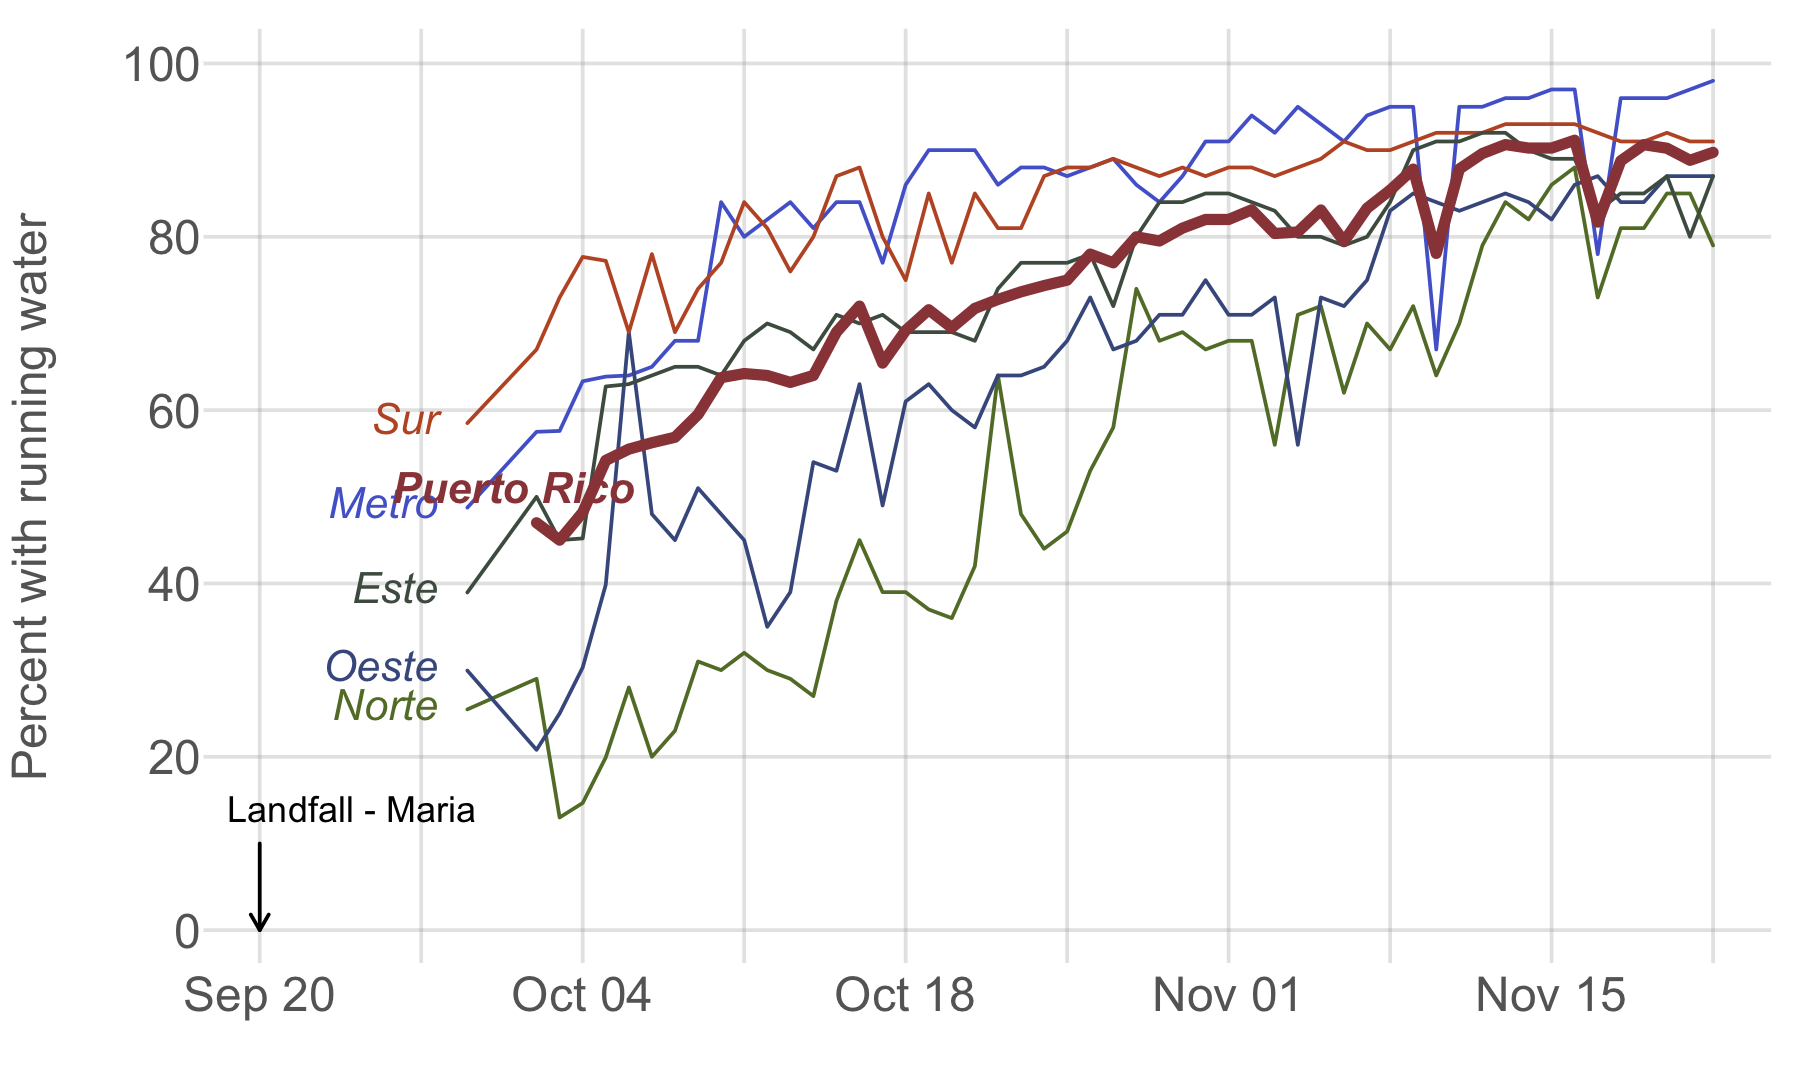 Percent with running water
100
80
60
40
20
0
Sur
Puerto Rico
Metro
Este
Oeste
Norte
Landfall - Maria
Sep 20
Oct 04
Oct 18
Nov 01
Nov 15